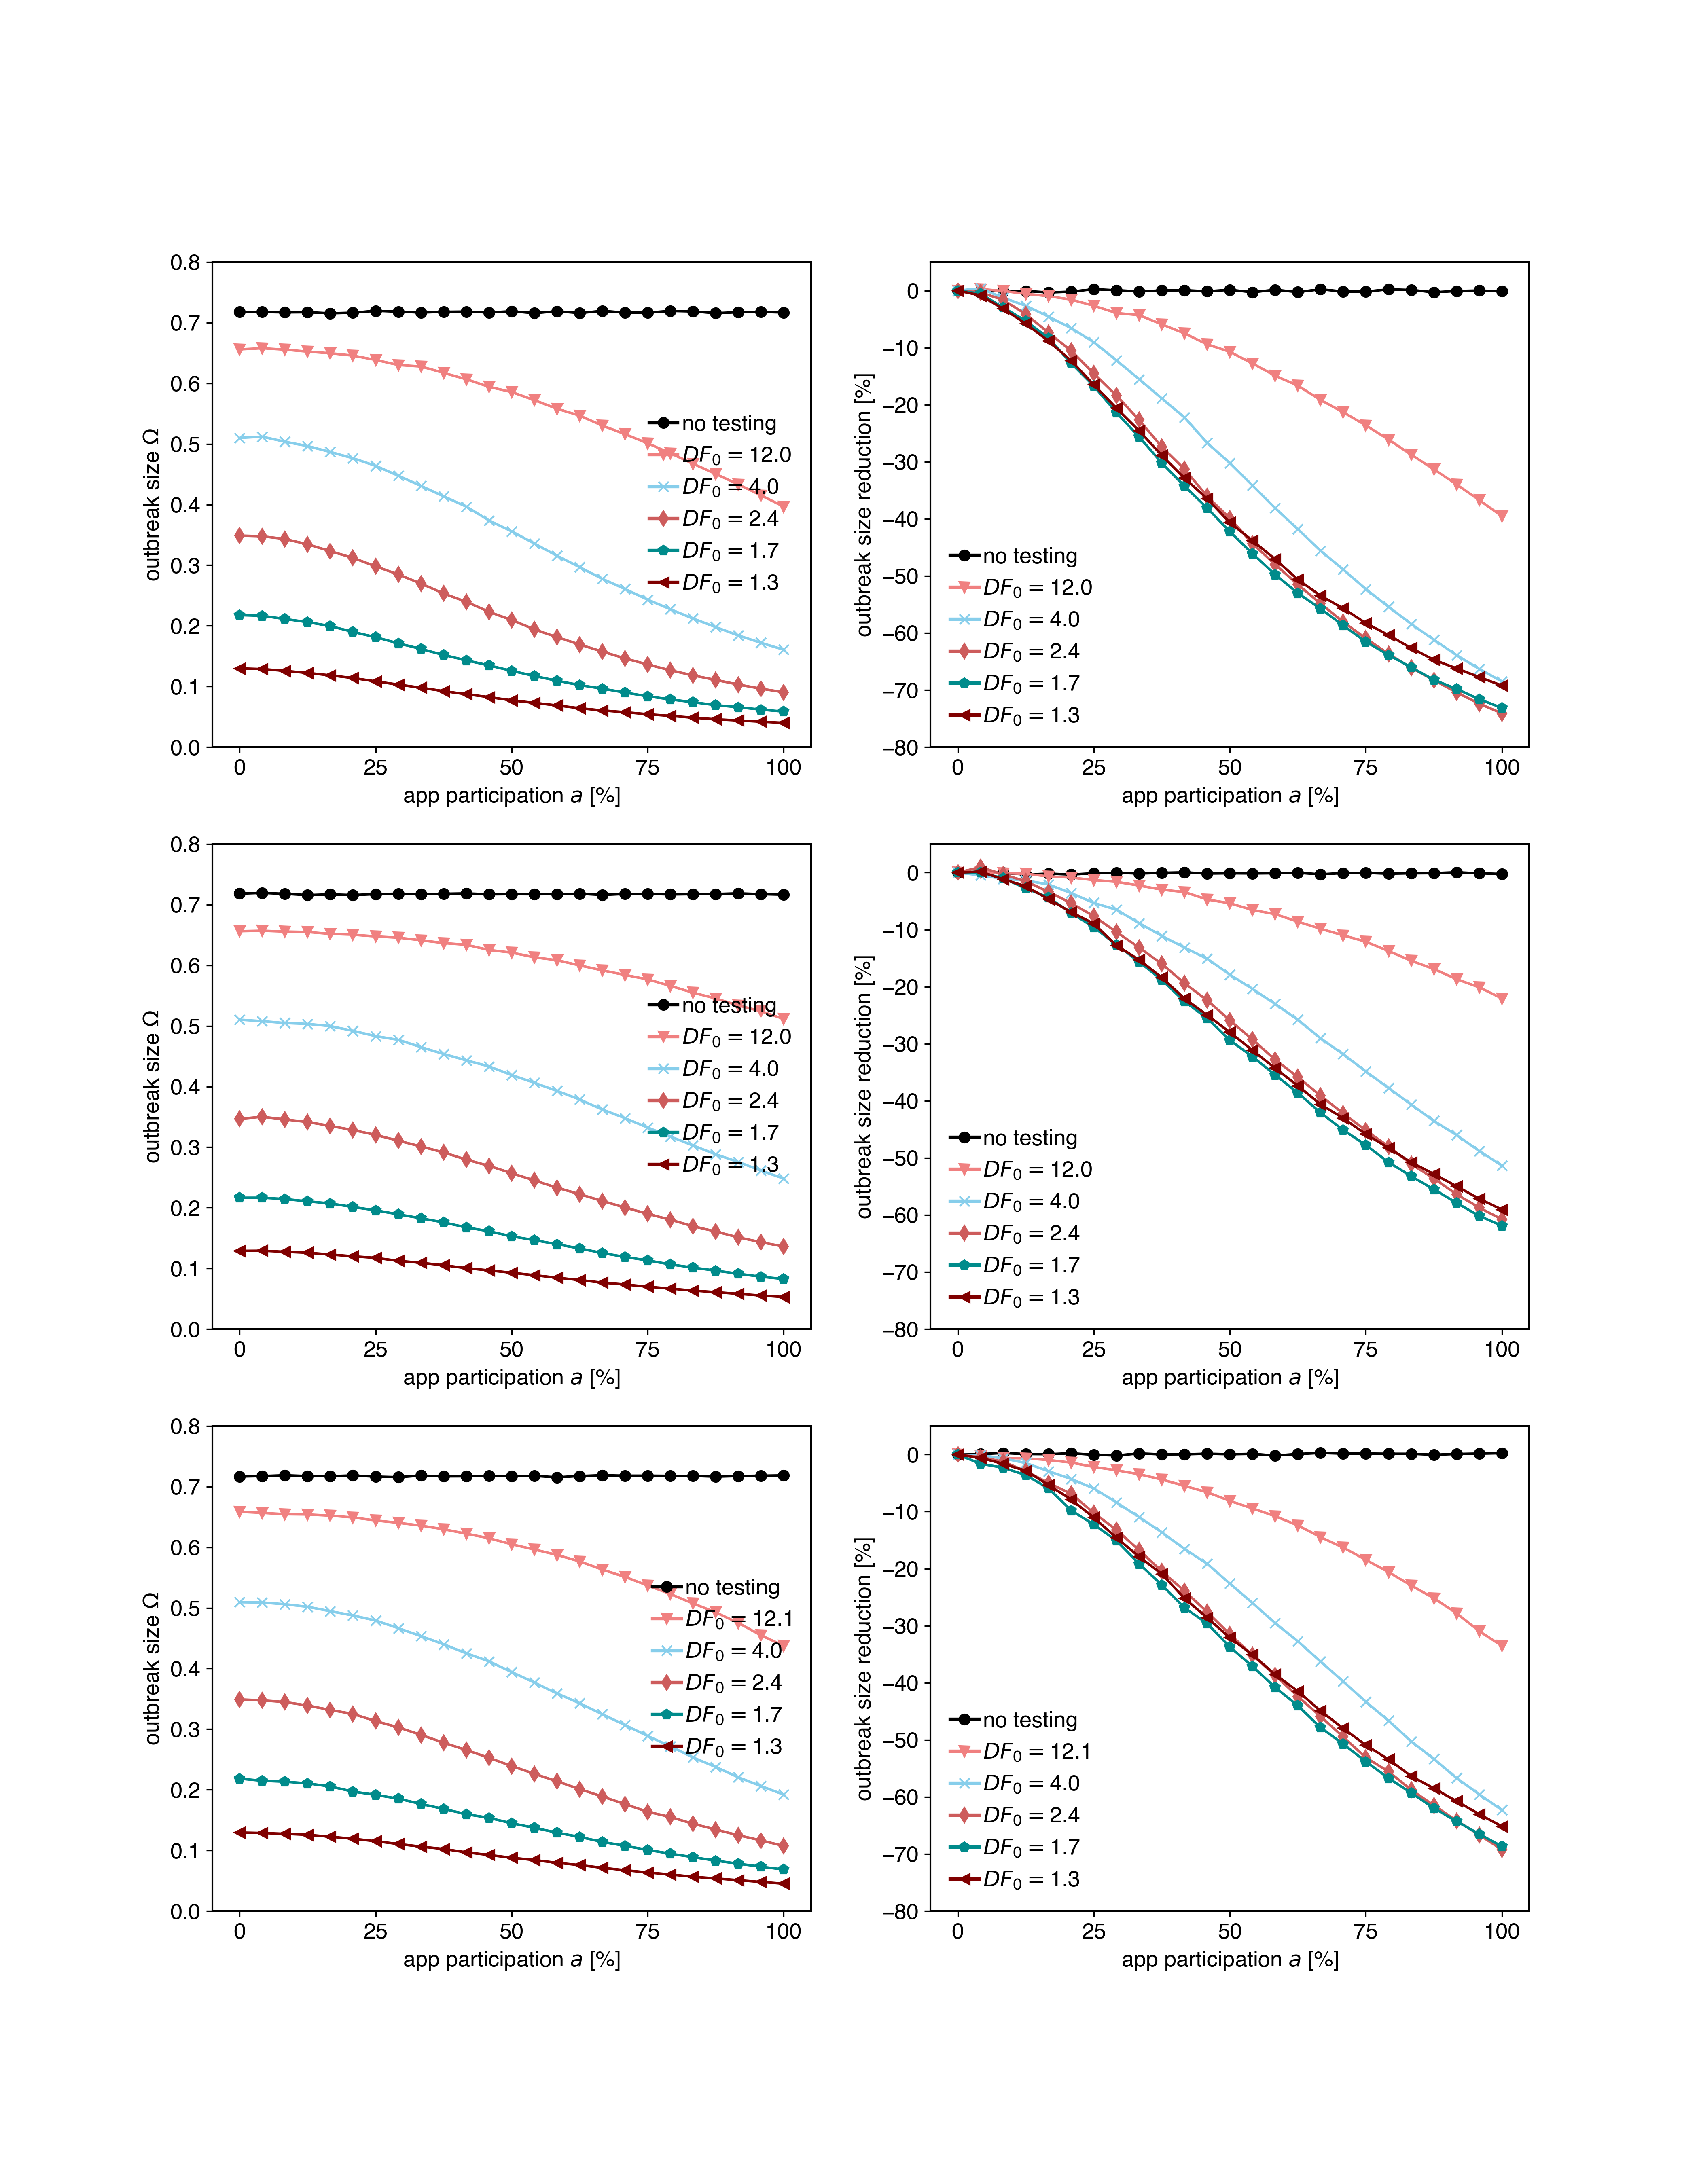 0.8
0.7
0.6
0.5
0.4
0.3
0.2
0.1
0.0
outbreak size Ω
no testing
DF₀ = 12.0
DF₀ = 4.0
DF₀ = 2.4
DF₀ = 1.7
DF₀ = 1.3
0 25 50 75 100
app participation a [%]
0
−10
−20
−30
−40
−50
−60
−70
−80
outbreak size reduction [%]
no testing
DF₀ = 12.0
DF₀ = 4.0
DF₀ = 2.4
DF₀ = 1.7
DF₀ = 1.3
0 25 50 75 100
app participation a [%]
0.8
0.7
0.6
0.5
0.4
0.3
0.2
0.1
0.0
outbreak size Ω
no testing
DF₀ = 12.0
DF₀ = 4.0
DF₀ = 2.4
DF₀ = 1.7
DF₀ = 1.3
0 25 50 75 100
app participation a [%]
0
−10
−20
−30
−40
−50
−60
−70
−80
outbreak size reduction [%]
no testing
DF₀ = 12.0
DF₀ = 4.0
DF₀ = 2.4
DF₀ = 1.7
DF₀ = 1.3
0 25 50 75 100
app participation a [%]
0.8
0.7
0.6
0.5
0.4
0.3
0.2
0.1
0.0
outbreak size Ω
no testing
DF₀ = 12.1
DF₀ = 4.0
DF₀ = 2.4
DF₀ = 1.7
DF₀ = 1.3
0 25 50 75 100
app participation a [%]
0
−10
−20
−30
−40
−50
−60
−70
−80
outbreak size reduction [%]
no testing
DF₀ = 12.1
DF₀ = 4.0
DF₀ = 2.4
DF₀ = 1.7
DF₀ = 1.3
0 25 50 75 100
app participation a [%]